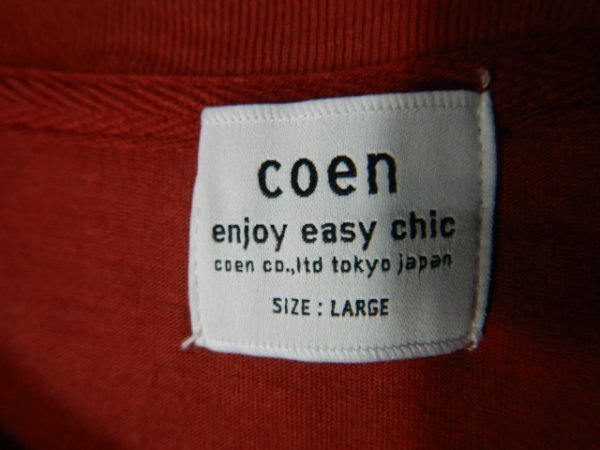 coen
enjoy easy chic
coen co.,ltd tokyo japan
SIZE : LARGE